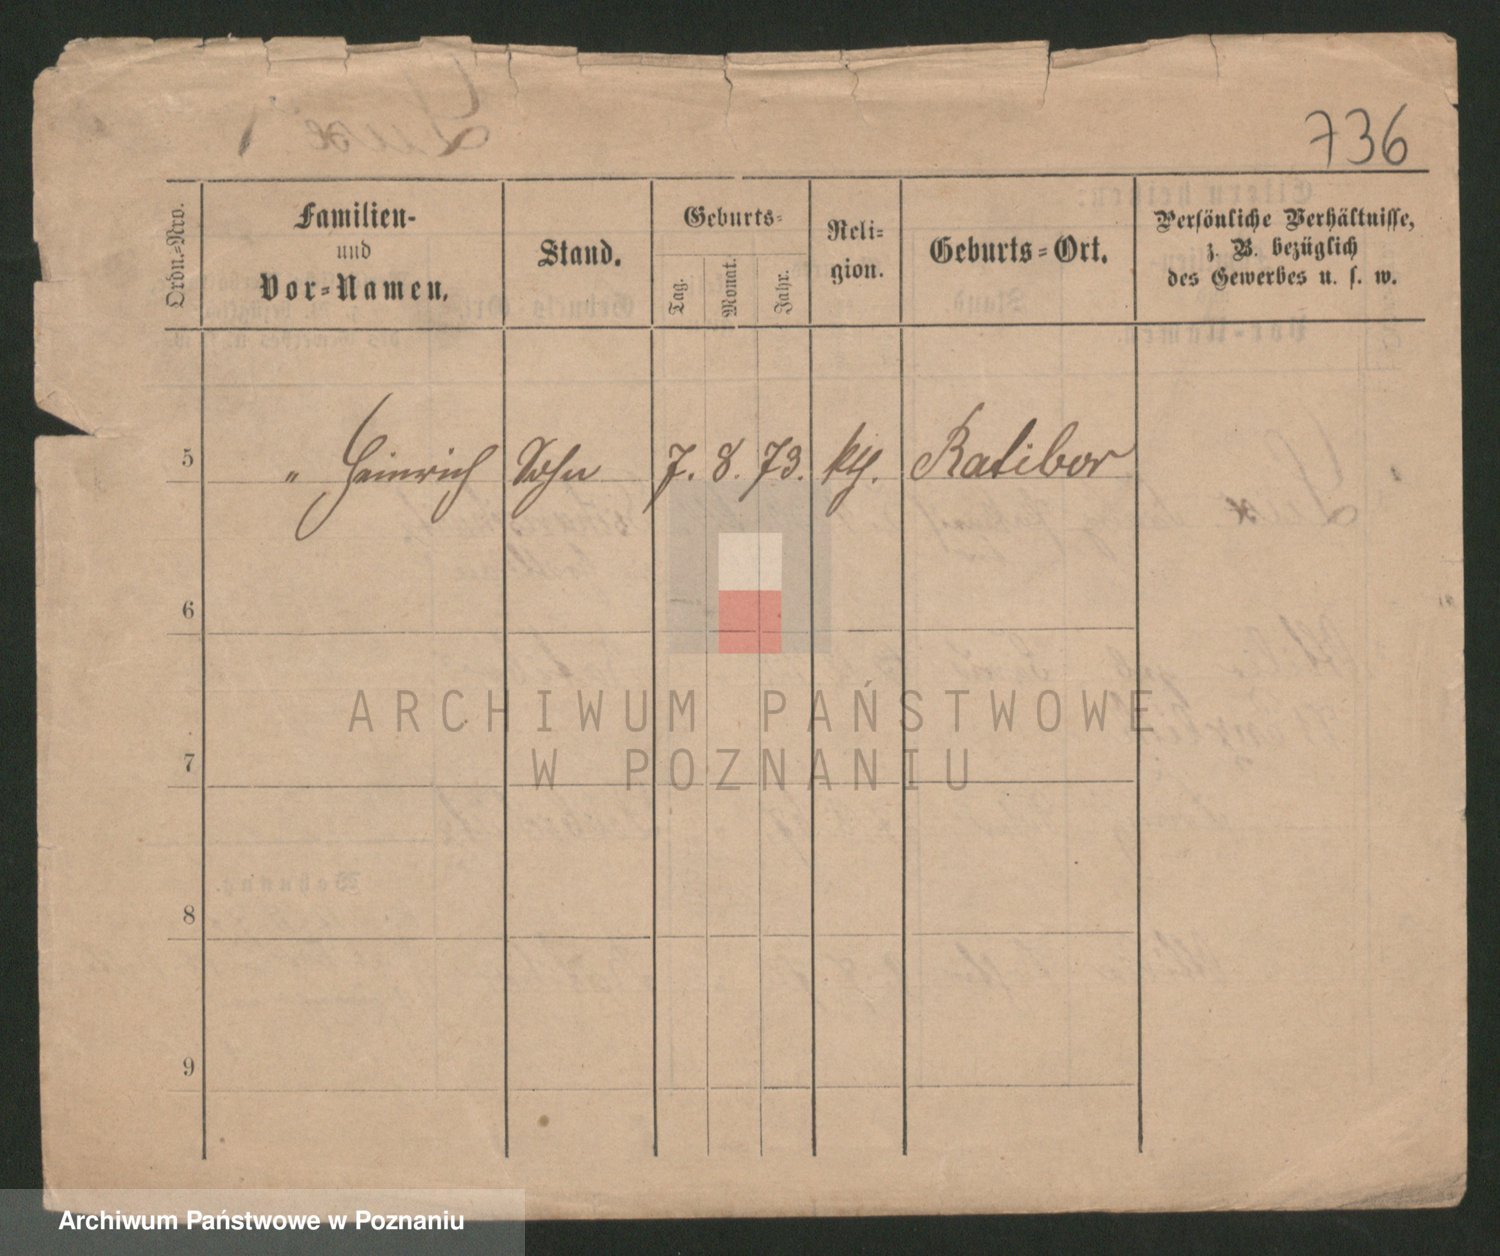 736
Ordn.-Nro.
Familien-
und
Vor-Namen.
Stand.
Geburts-
Tag.
Monat.
Jahr.
Reli-
gion.
Geburts-Ort.
Persönliche Verhältnisse,
z. B. bezüglich
des Gewerbes u. s. w.
5 " Heinrich Sohn 7. 8. 73. kth. Ratibor
6
7
8
9
ARCHIWUM PAŃSTWOWE
W POZNANIU
Archiwum Państwowe w Poznaniu